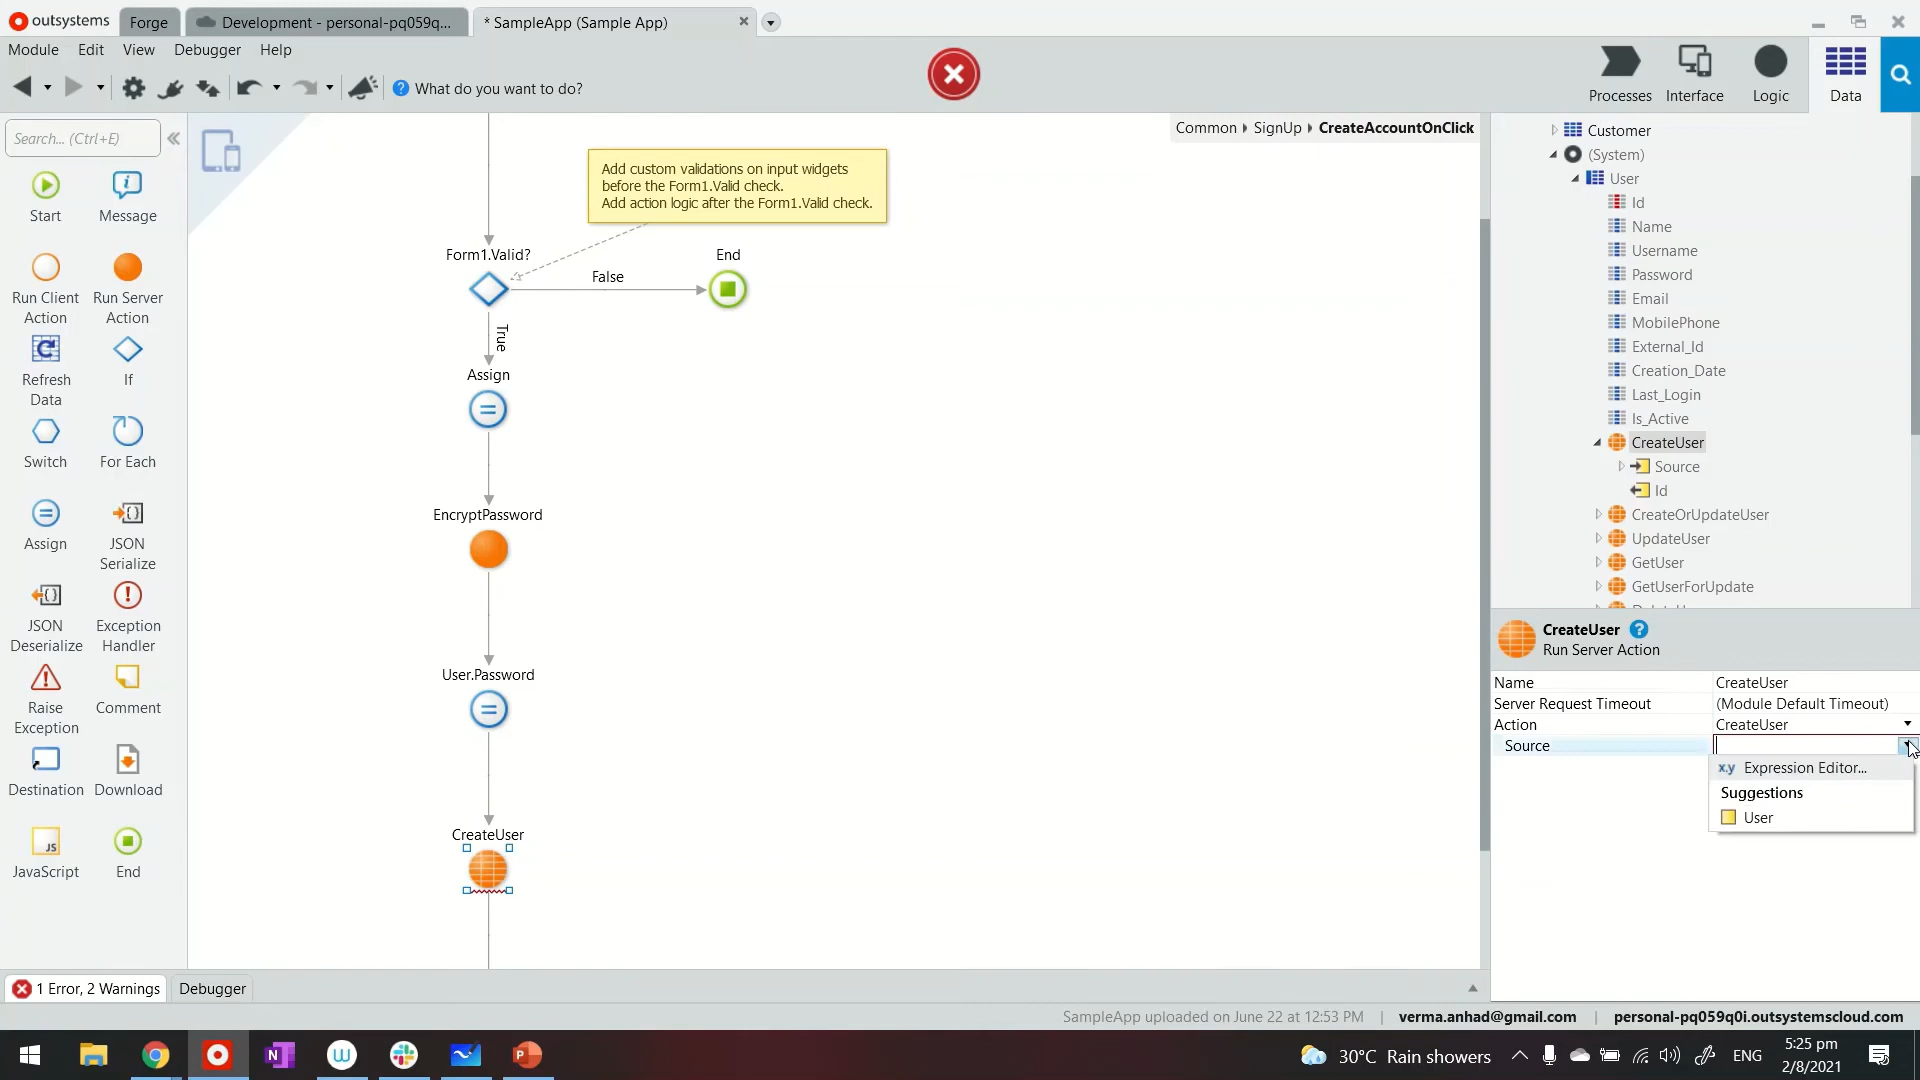 outsystems
Forge
Development - personal-pq059q...
* SampleApp (Sample App)
Module
Edit
View
Debugger
Help
What do you want to do?
Processes
Interface
Logic
Data
Search... (Ctrl+E)
Start
Message
Run Client
Action
Run Server
Action
Refresh
Data
If
Switch
For Each
Assign
JSON
Serialize
JSON
Deserialize
Exception
Handler
Raise
Exception
Comment
Destination
Download
JS
JavaScript
End
Common
SignUp
CreateAccountOnClick
Add custom validations on input widgets
before the Form1.Valid check.
Add action logic after the Form1.Valid check.
Form1.Valid?
False
End
True
Assign
EncryptPassword
User.Password
CreateUser
Customer
(System)
User
Id
Name
Username
Password
Email
MobilePhone
External_Id
Creation_Date
Last_Login
Is_Active
CreateUser
Source
Id
CreateOrUpdateUser
UpdateUser
GetUser
GetUserForUpdate
CreateUser
Run Server Action
Name
CreateUser
Server Request Timeout
(Module Default Timeout)
Action
CreateUser
Source
x.y Expression Editor...
Suggestions
User
1 Error, 2 Warnings
Debugger
SampleApp uploaded on June 22 at 12:53 PM
verma.anhad@gmail.com
personal-pq059q0i.outsystemscloud.com
30°C Rain showers
ENG
5:25 pm
2/8/2021